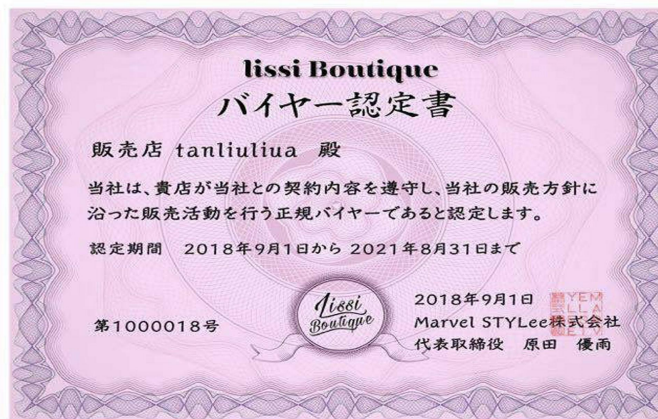 lissi Boutique
バイヤー認定書
販売店 tanliuliua 殿
当社は、貴店が当社との契約内容を遵守し、当社の販売方針に
沿った販売活動を行う正規バイヤーであると認定します。
認定期間 2018年9月1日から 2021年8月31日まで
第1000018号
lissi
Boutique
2018年9月1日
Marvel STYLee株式会社
代表取締役 原田 優雨